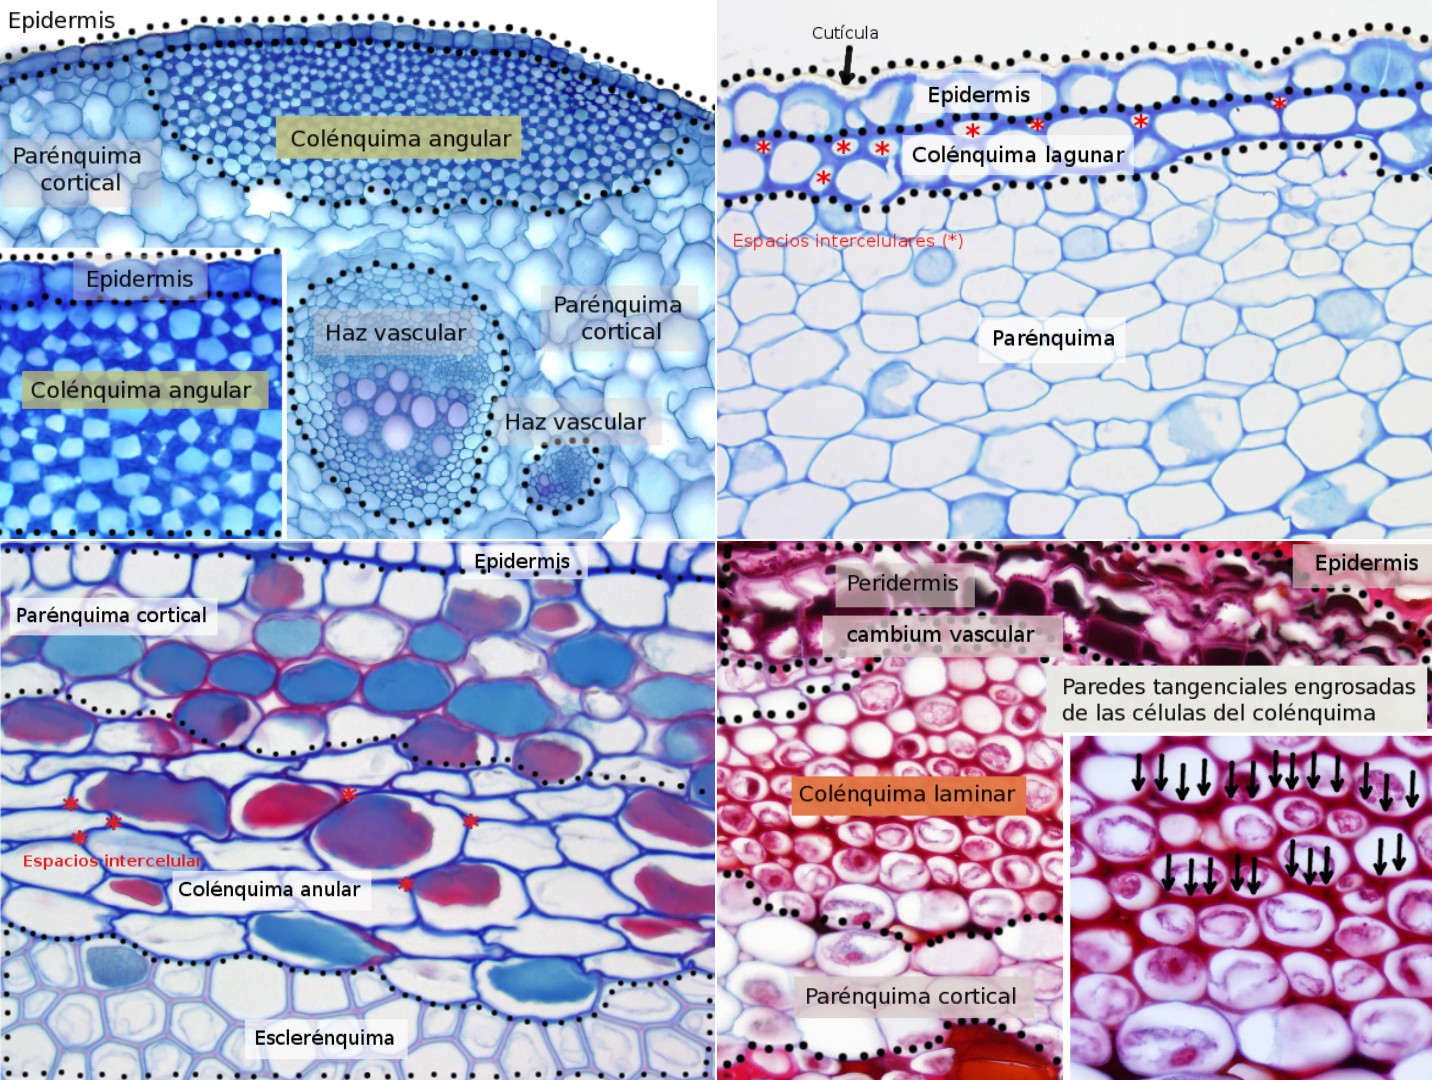 Epidermis
Colénquima angular
Parénquima
cortical
Epidermis
Colénquima angular
Haz vascular
Parénquima
cortical
Haz vascular
Cutícula
Epidermis
* * * * * * *
Colénquima lagunar
*
Espacios intercelulares (*)
Parénquima
Epidermis
Parénquima cortical
* * * * *
Espacios intercelular
*
Colénquima anular
Esclerénquima
Epidermis
Peridermis
cambium vascular
Paredes tangenciales engrosadas
de las células del colénquima
Colénquima laminar
Parénquima cortical